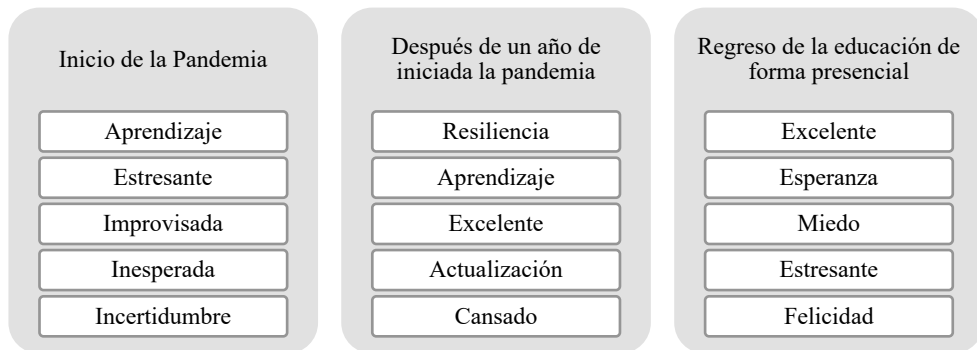 Inicio de la Pandemia
Aprendizaje
Estresante
Improvisada
Inesperada
Incertidumbre
Después de un año de
iniciada la pandemia
Resiliencia
Aprendizaje
Excelente
Actualización
Cansado
Regreso de la educación de
forma presencial
Excelente
Esperanza
Miedo
Estresante
Felicidad